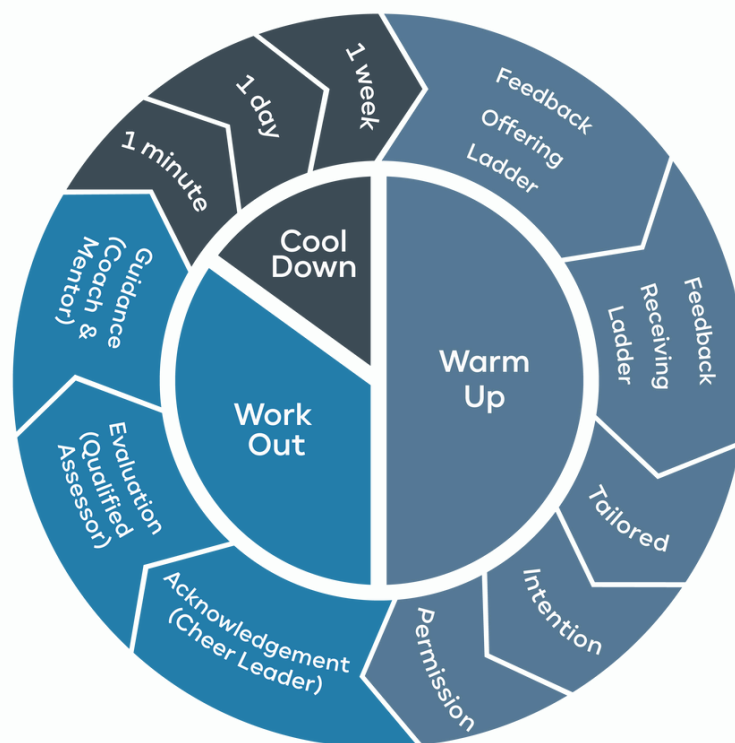 Feedback
Offering
Ladder
Feedback
Receiving
Ladder
Tailored
Intention
Permission
Acknowledgement
(Cheer Leader)
Evaluation
(Qualified
Assessor)
Guidance
(Coach &
Mentor)
1 minute
1 day
1 week
Cool
Down
Warm
Up
Work
Out